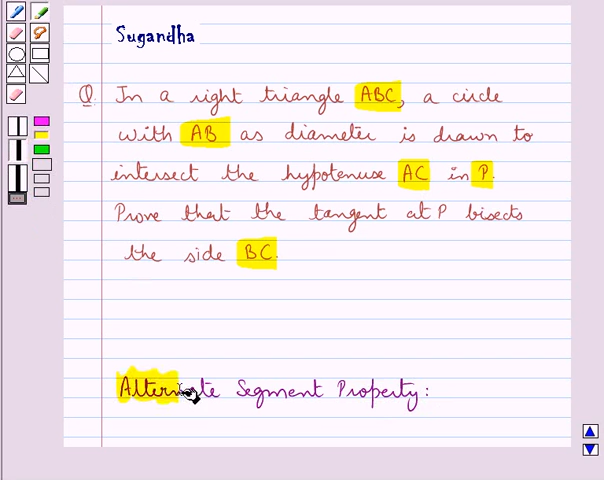 Sugandha
Q. In a right triangle ABC, a circle
with AB as diameter is drawn to
intersect the hypotenuse AC in P.
Prove that the tangent at P bisects
the side BC.
Alternate Segment Property: